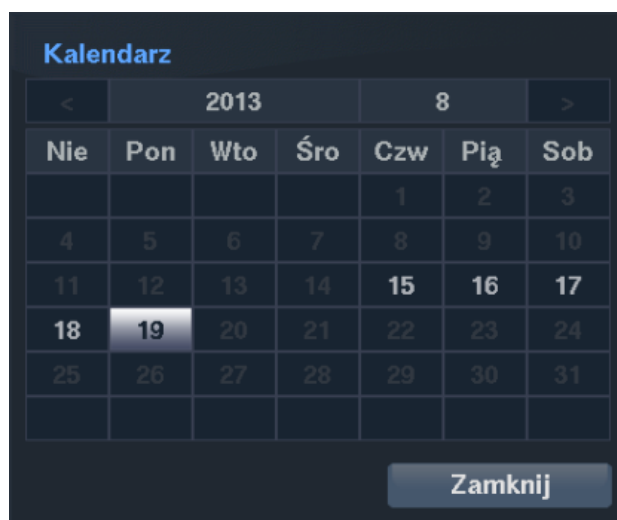 Kalendarz
< 2013 8 >
Nie Pon Wto Śro Czw Pią Sob
1 2 3
4 5 6 7 8 9 10
11 12 13 14 15 16 17
18 19 20 21 22 23 24
25 26 27 28 29 30 31
Zamknij